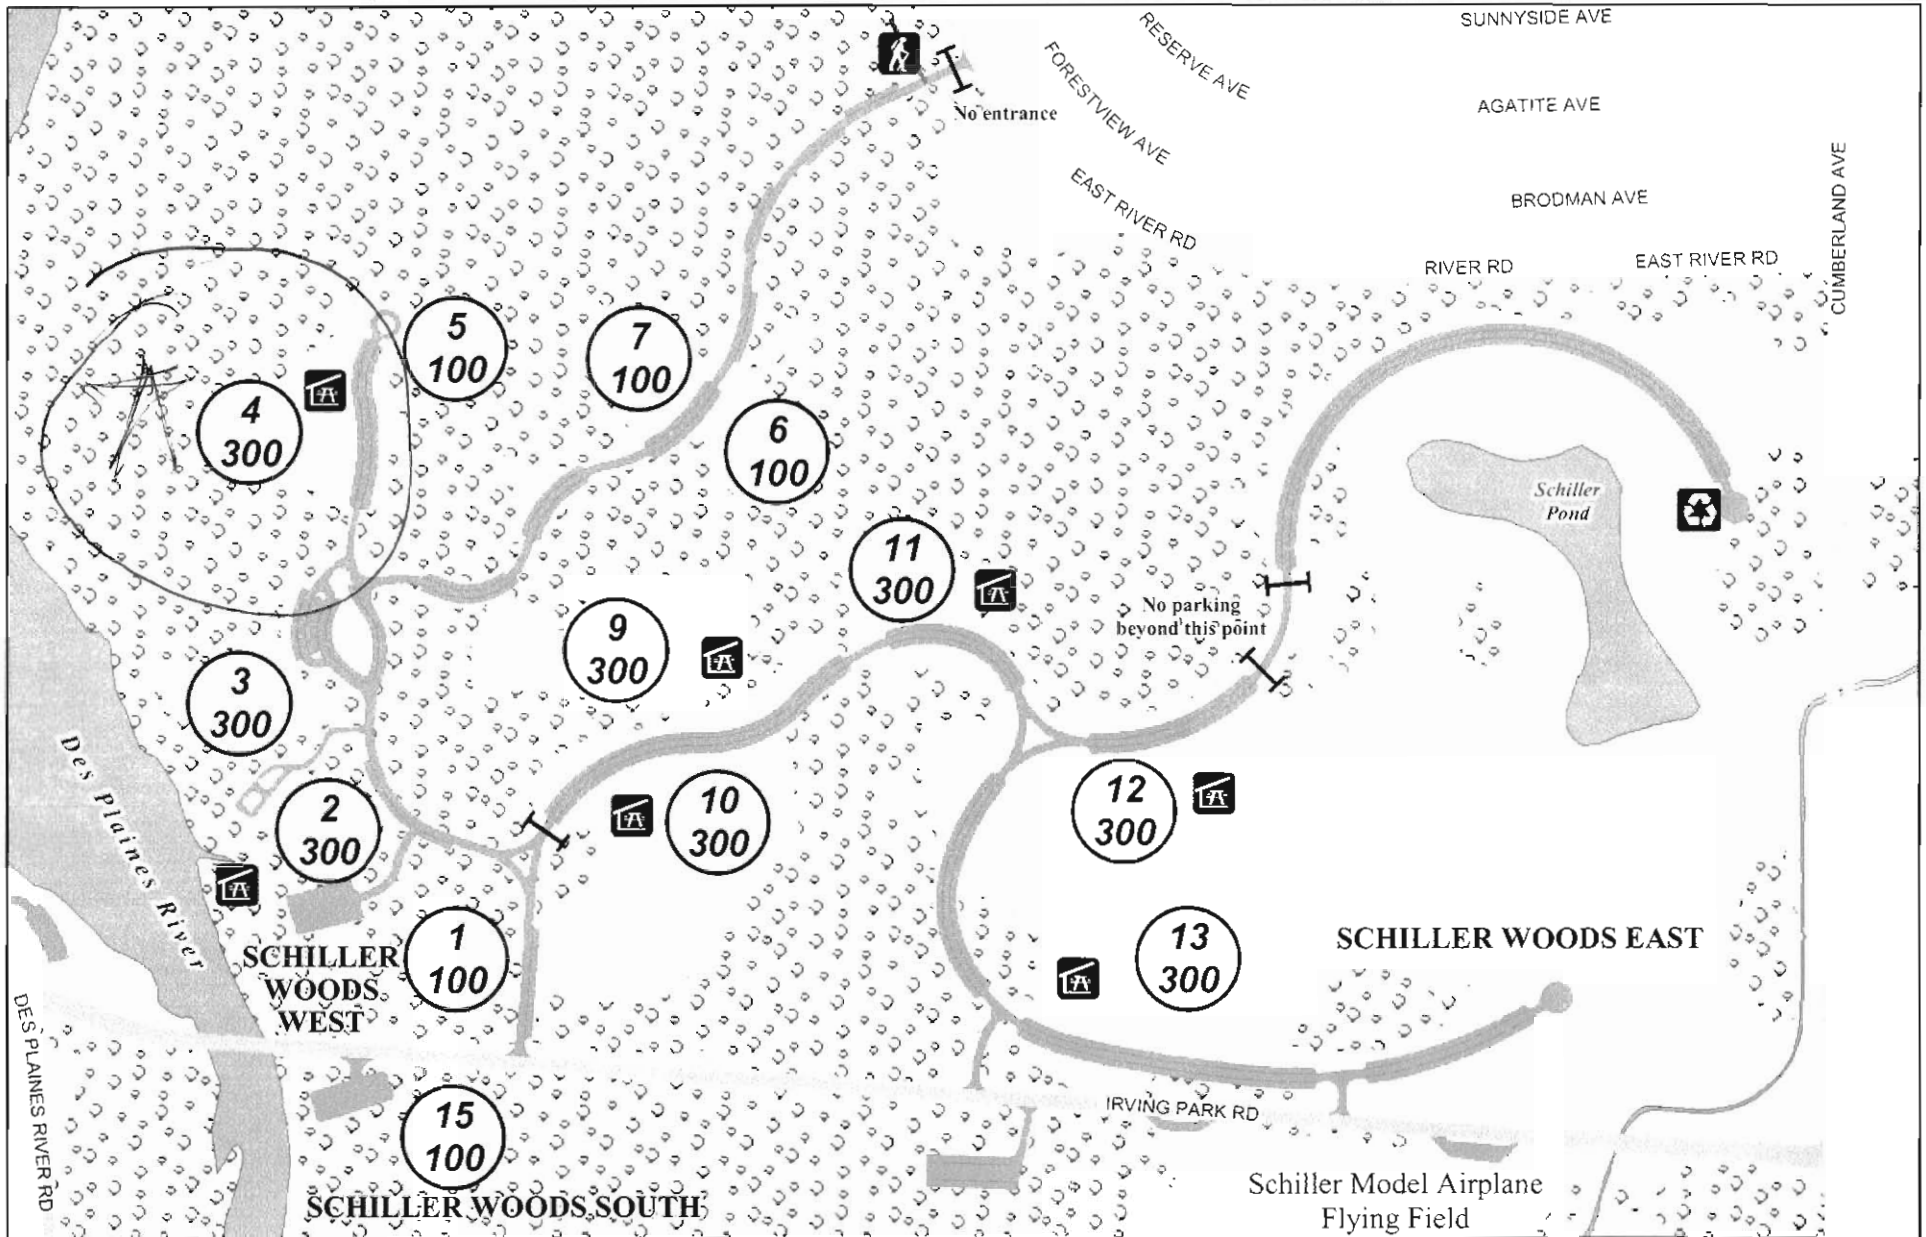 SUNNYSIDE AVE
RESERVE AVE
FORESTVIEW AVE
AGATITE AVE
No entrance
CUMBERLAND AVE
EAST RIVER RD
BRODMAN AVE
RIVER RD
EAST RIVER RD
5
100
7
100
4
300
6
100
Schiller
Pond
11
300
No parking
beyond this point
9
300
3
300
Des Plaines River
2
300
10
300
12
300
1
100
13
300
SCHILLER WOODS EAST
SCHILLER
WOODS
WEST
DES PLAINES RIVER RD
IRVING PARK RD
15
100
SCHILLER WOODS SOUTH
Schiller Model Airplane
Flying Field